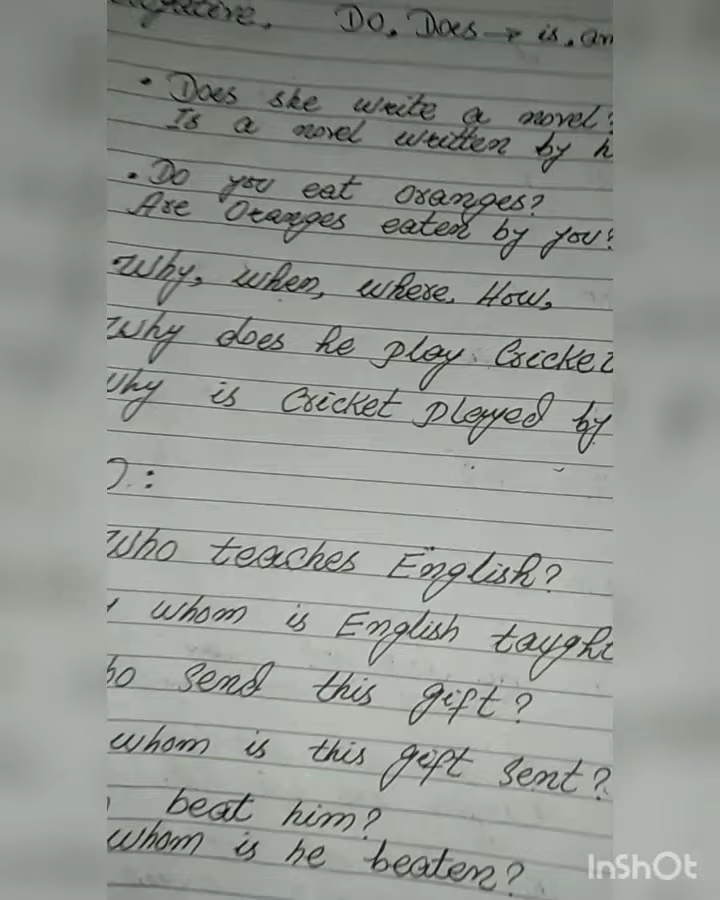 Do, Does → is, am
• Does she write a novel?
Is a novel written by h
• Do you eat oranges?
Are Oranges eaten by you?
Why, when, where, How,
Why does he play Cricket
Why is Cricket played by
):
Who teaches English?
whom is English taught
ho send this gift?
whom is this gift sent?
beat him?
whom is he beaten?
InShOt